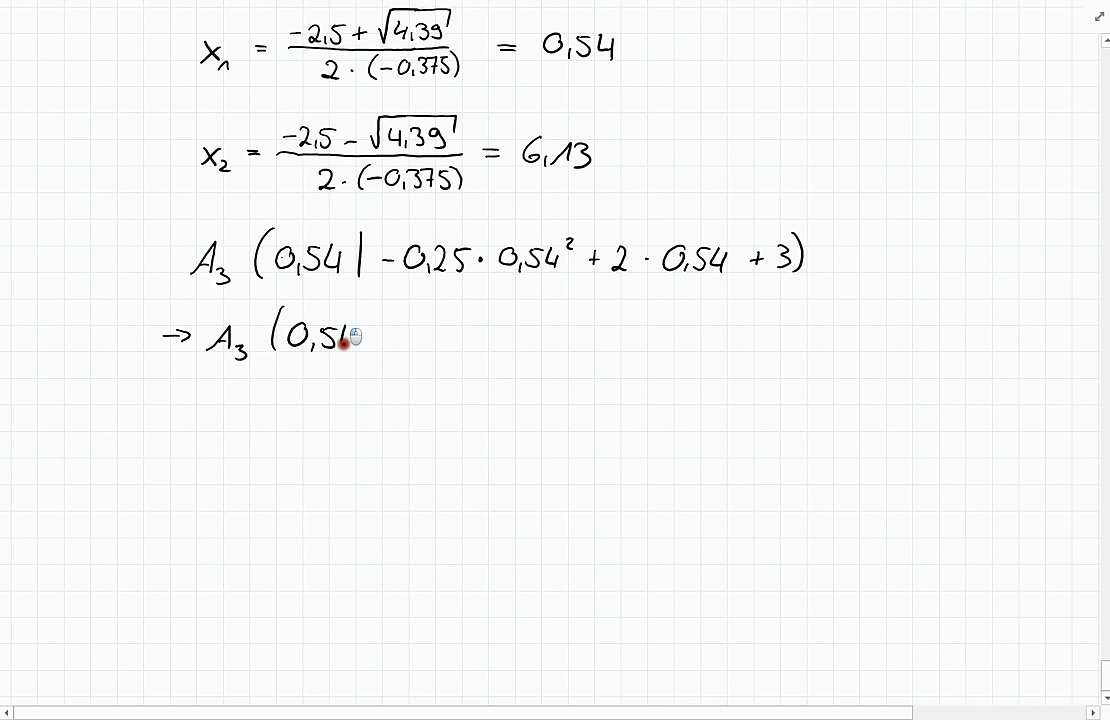 x₁ = (-2,5 + √4,39) / (2 · (-0,375)) = 0,54
x₂ = (-2,5 - √4,39) / (2 · (-0,375)) = 6,13
A₃ (0,54 | -0,25 · 0,54² + 2 · 0,54 + 3)
→ A₃ (0,54